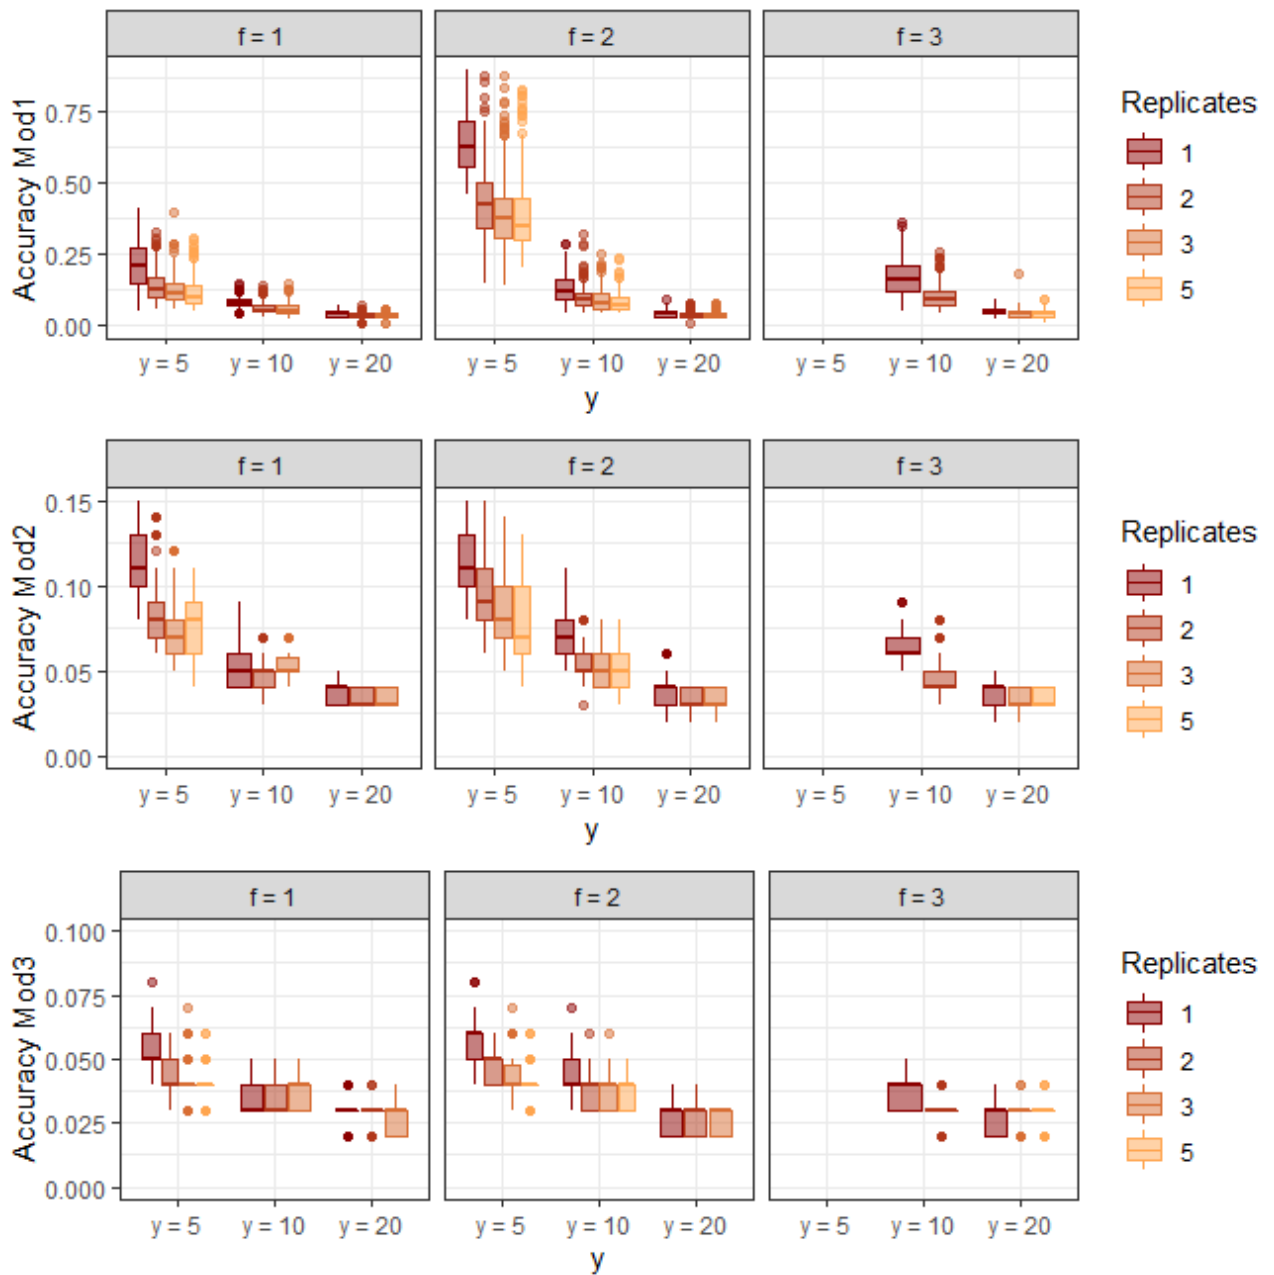 f = 1
f = 2
f = 3
Accuracy Mod1
0.75
0.50
0.25
0.00
y = 5
y = 10
y = 20
y = 5
y = 10
y = 20
y = 5
y = 10
y = 20
y
Replicates
1
2
3
5
f = 1
f = 2
f = 3
Accuracy Mod2
0.15
0.10
0.05
0.00
y = 5
y = 10
y = 20
y = 5
y = 10
y = 20
y = 5
y = 10
y = 20
y
Replicates
1
2
3
5
f = 1
f = 2
f = 3
Accuracy Mod3
0.100
0.075
0.050
0.025
0.000
y = 5
y = 10
y = 20
y = 5
y = 10
y = 20
y = 5
y = 10
y = 20
y
Replicates
1
2
3
5